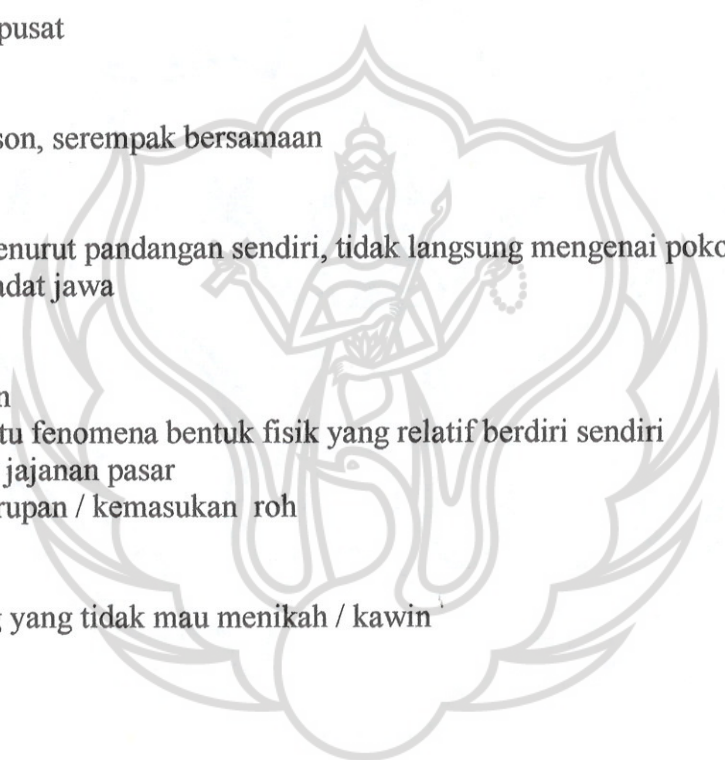 pusat
son, serempak bersamaan
enurut pandangan sendiri, tidak langsung mengenai poko
adat jawa
n
tu fenomena bentuk fisik yang relatif berdiri sendiri
jajanan pasar
rupan / kemasukan roh
g yang tidak mau menikah / kawin